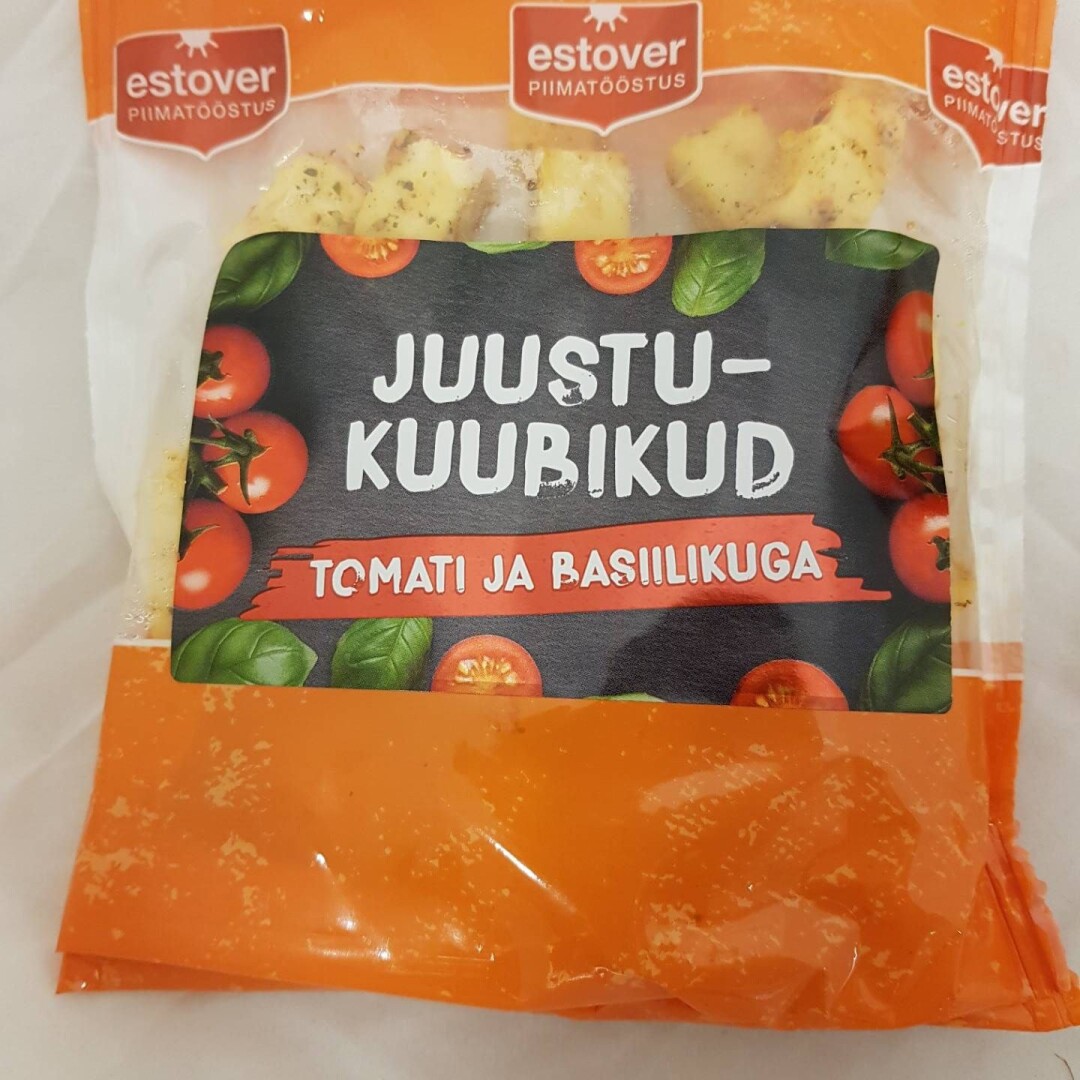 estover
PIIMATÖÖSTUS
estover
PIIMATÖÖSTUS
estover
PIIMATÖÖSTUS
JUUSTU-
KUUBIKUD
TOMATI JA BASIILIKUGA